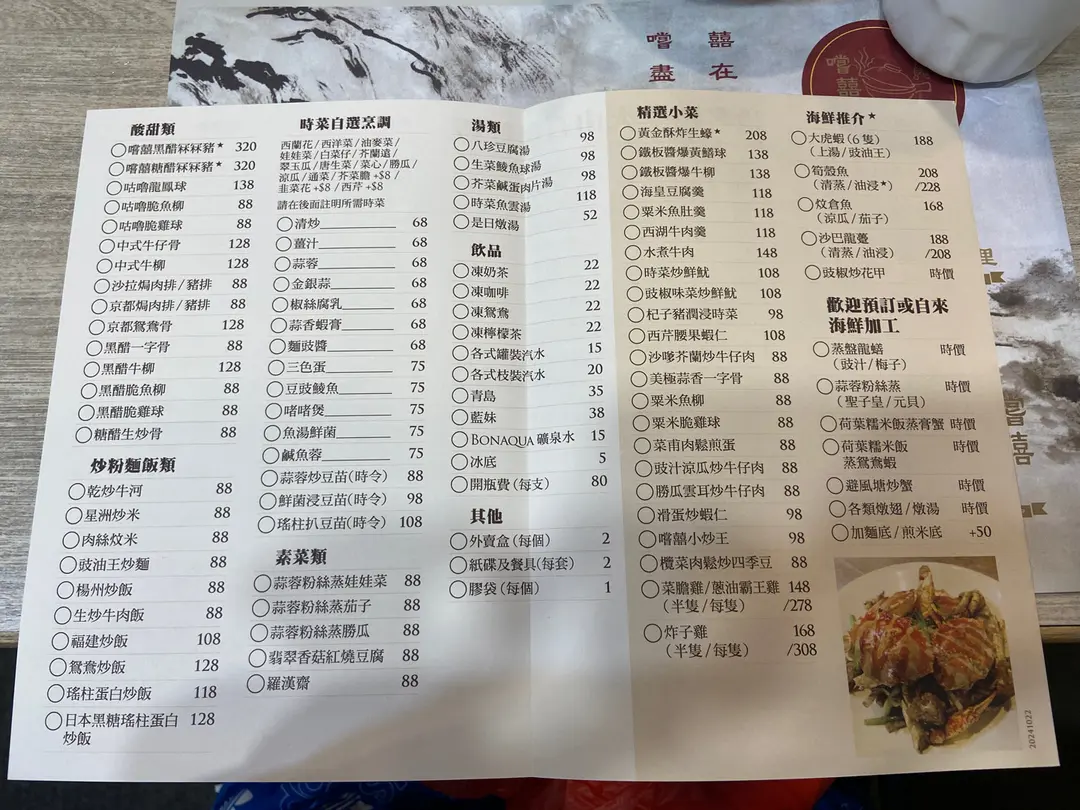 嚐囍
盡在
嚐囍
裡
嚐囍
酸甜類
嚐囍黑醋冧冧豬★ 320
嚐囍糖醋冧冧豬★ 320
咕嚕龍鳳球 138
咕嚕脆魚柳 88
咕嚕脆雞球 88
中式牛仔骨 128
中式牛柳 128
沙拉焗肉排/豬排 88
京都焗肉排/豬排 88
京都鴛鴦骨 128
黑醋一字骨 88
黑醋牛柳 128
黑醋脆魚柳 88
黑醋脆雞球 88
糖醋生炒骨 88
炒粉麵飯類
乾炒牛河 88
星洲炒米 88
肉絲炆米 88
豉油王炒麵 88
楊州炒飯 88
生炒牛肉飯 88
福建炒飯 108
鴛鴦炒飯 128
瑤柱蛋白炒飯 118
日本黑糖瑤柱蛋白 128
炒飯
時菜自選烹調
西蘭花/西洋菜/油麥菜/
娃娃菜/白菜仔/芥蘭遠/
翠玉瓜/唐生菜/菜心/勝瓜/
涼瓜/通菜/芥菜膽 +$8/
韭菜花 +$8/西芹 +$8
請在後面註明所需時菜
清炒 68
薑汁 68
蒜蓉 68
金銀蒜 68
椒絲腐乳 68
蒜香蝦膏 68
麵豉醬 68
三色蛋 75
豆豉鯪魚 75
啫啫煲 75
魚湯鮮菌 75
鹹魚蓉 75
蒜蓉炒豆苗(時令) 88
鮮菌浸豆苗(時令) 98
瑤柱扒豆苗(時令) 108
素菜類
蒜蓉粉絲蒸娃娃菜 88
蒜蓉粉絲蒸茄子 88
蒜蓉粉絲蒸勝瓜 88
翡翠香菇紅燒豆腐 88
羅漢齋 88
湯類
八珍豆腐湯 98
生菜鯪魚球湯 98
芥菜鹹蛋肉片湯 98
時菜魚雲湯 118
是日燉湯 52
飲品
凍奶茶 22
凍咖啡 22
凍鴛鴦 22
凍檸檬茶 22
各式罐裝汽水 15
各式枝裝汽水 20
青島 35
藍妹 38
BONAQUA 礦泉水 15
冰底 5
開瓶費(每支) 80
其他
外賣盒(每個) 2
紙碟及餐具(每套) 2
膠袋(每個) 1
精選小菜
黃金酥炸生蠔★ 208
鐵板醬爆黃鱔球 138
鐵板醬爆牛柳 138
海皇豆腐羹 118
粟米魚肚羹 118
西湖牛肉羹 118
水煮牛肉 148
時菜炒鮮魷 108
豉椒味菜炒鮮魷 108
杞子豬潤浸時菜 98
西芹腰果蝦仁 108
沙嗲芥蘭炒牛仔肉 88
美極蒜香一字骨 88
粟米魚柳 88
粟米脆雞球 88
菜甫肉鬆煎蛋 88
豉汁涼瓜炒牛仔肉 88
勝瓜雲耳炒牛仔肉 88
滑蛋炒蝦仁 98
嚐囍小炒王 98
欖菜肉鬆炒四季豆 88
菜膽雞/蔥油霸王雞 148
(半隻/每隻) /278
炸子雞 168
(半隻/每隻) /308
海鮮推介★
大虎蝦(6隻) 188
(上湯/豉油王)
筍殼魚 208
(清蒸/油浸★) /228
炆倉魚 168
(涼瓜/茄子)
沙巴龍躉 188
(清蒸/油浸) /208
豉椒炒花甲 時價
歡迎預訂或自來
海鮮加工
蒸盤龍鱔 時價
(豉汁/梅子)
蒜蓉粉絲蒸 時價
(聖子皇/元貝)
荷葉糯米飯蒸膏蟹 時價
荷葉糯米飯 時價
蒸鴛鴦蝦
避風塘炒蟹 時價
各類燉翅/燉湯 時價
加麵底/煎米底 +50
20241022